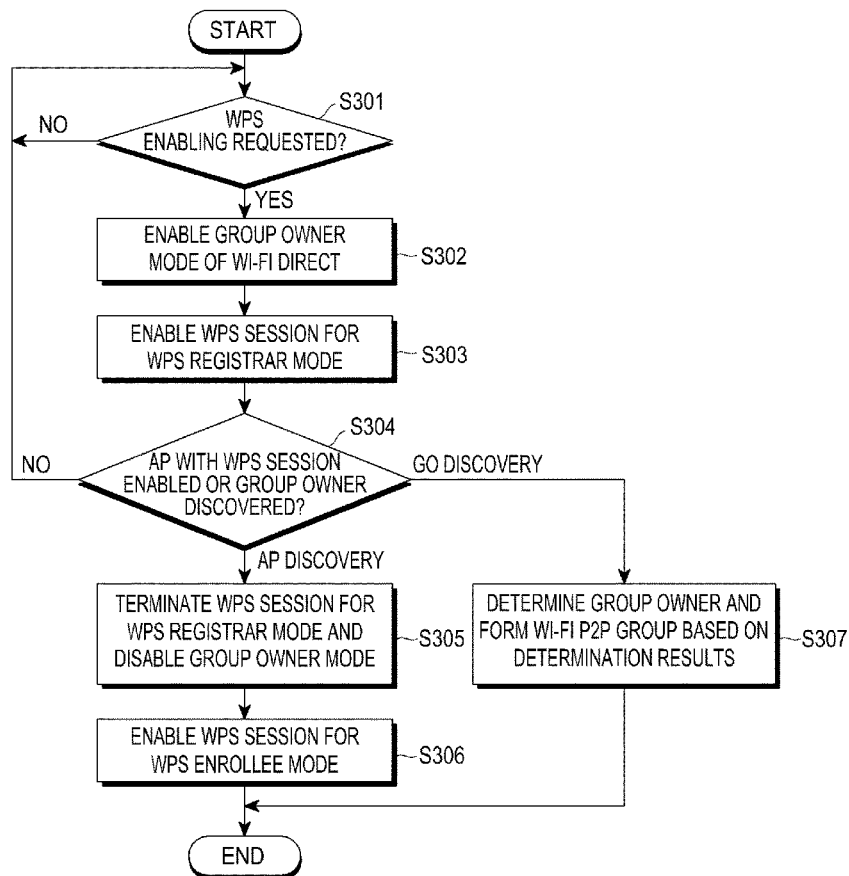 START
S301
NO
WPS
ENABLING REQUESTED?
YES
ENABLE GROUP OWNER
MODE OF WI-FI DIRECT
S302
ENABLE WPS SESSION FOR
WPS REGISTRAR MODE
S303
S304
NO
AP WITH WPS SESSION
ENABLED OR GROUP OWNER
DISCOVERED?
GO DISCOVERY
AP DISCOVERY
TERMINATE WPS SESSION FOR
WPS REGISTRAR MODE AND
DISABLE GROUP OWNER MODE
S305
DETERMINE GROUP OWNER AND
FORM WI-FI P2P GROUP BASED ON
DETERMINATION RESULTS
S307
ENABLE WPS SESSION FOR
WPS ENROLLEE MODE
S306
END